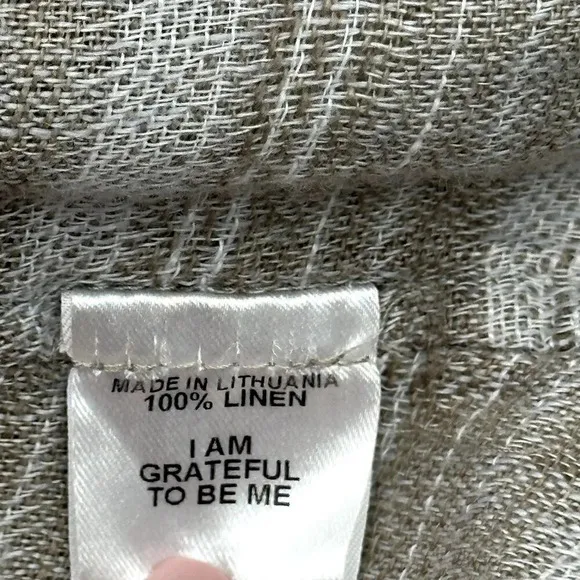 MADE IN LITHUANIA
100% LINEN
I AM
GRATEFUL
TO BE ME